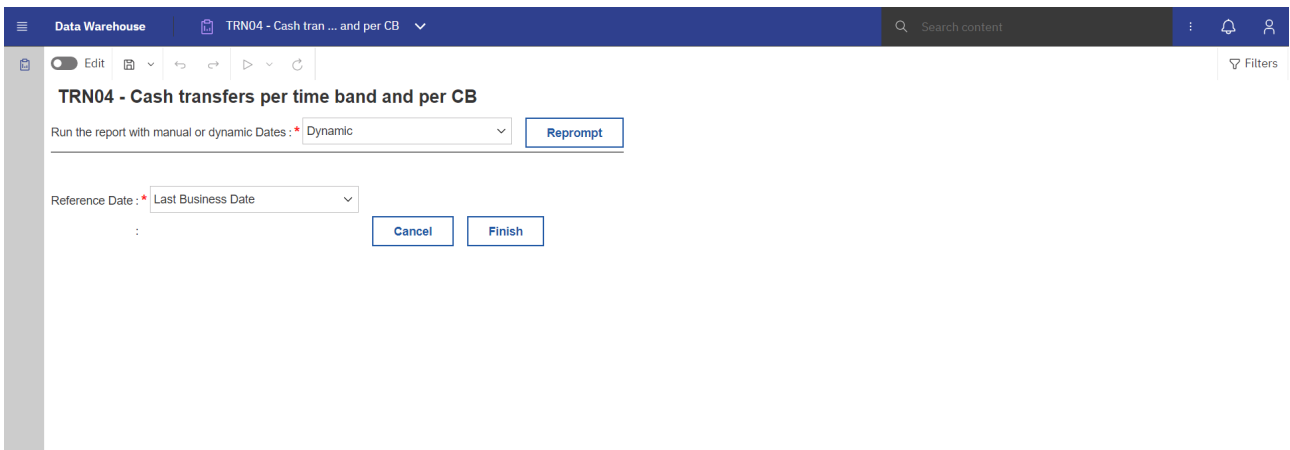 Data Warehouse TRN04 - Cash tran ... and per CB Search content
Edit Filters
TRN04 - Cash transfers per time band and per CB
Run the report with manual or dynamic Dates : * Dynamic Reprompt
Reference Date : * Last Business Date
: Cancel Finish